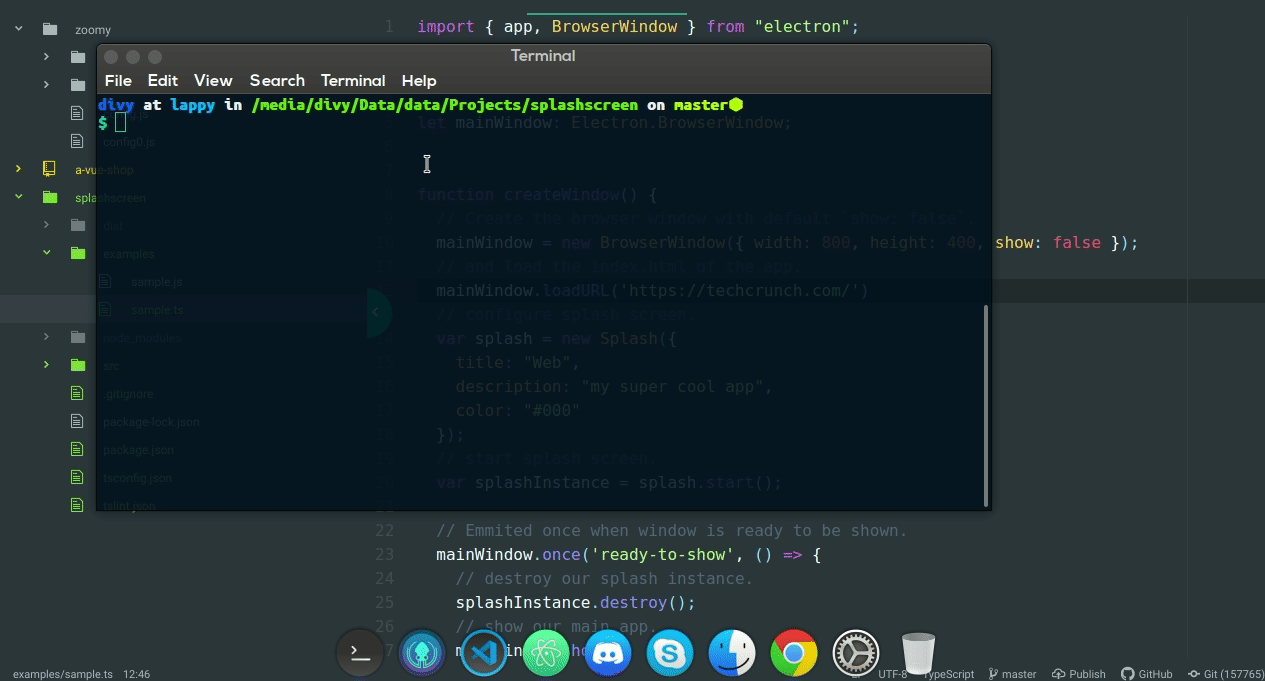 zoomy
1 import { app, BrowserWindow } from "electron";
Terminal
File Edit View Search Terminal Help
divy at lappy in /media/divy/Data/data/Projects/splashscreen on master
$
let mainWindow: Electron.BrowserWindow;
config0.js
a-vue-shop
function createWindow() {
splashscreen
dist
// Create the browser window with default `show: false`.
mainWindow = new BrowserWindow({ width: 800, height: 400, show: false });
examples
// and load the index.html of the app.
sample.js
mainWindow.loadURL('https://techcrunch.com/')
sample.ts
// configure splash screen.
node_modules
var splash = new Splash({
src
title: "Web",
description: "my super cool app",
.gitignore
color: "#000"
package-lock.json
});
package.json
// start splash screen.
tsconfig.json
var splashInstance = splash.start();
tslint.json
22 // Emmited once when window is ready to be shown.
23 mainWindow.once('ready-to-show', () => {
24 // destroy our splash instance.
25 splashInstance.destroy();
26 // show our main app.
examples/sample.ts 12:46
UTF-8 TypeScript master Publish GitHub Git (157765)